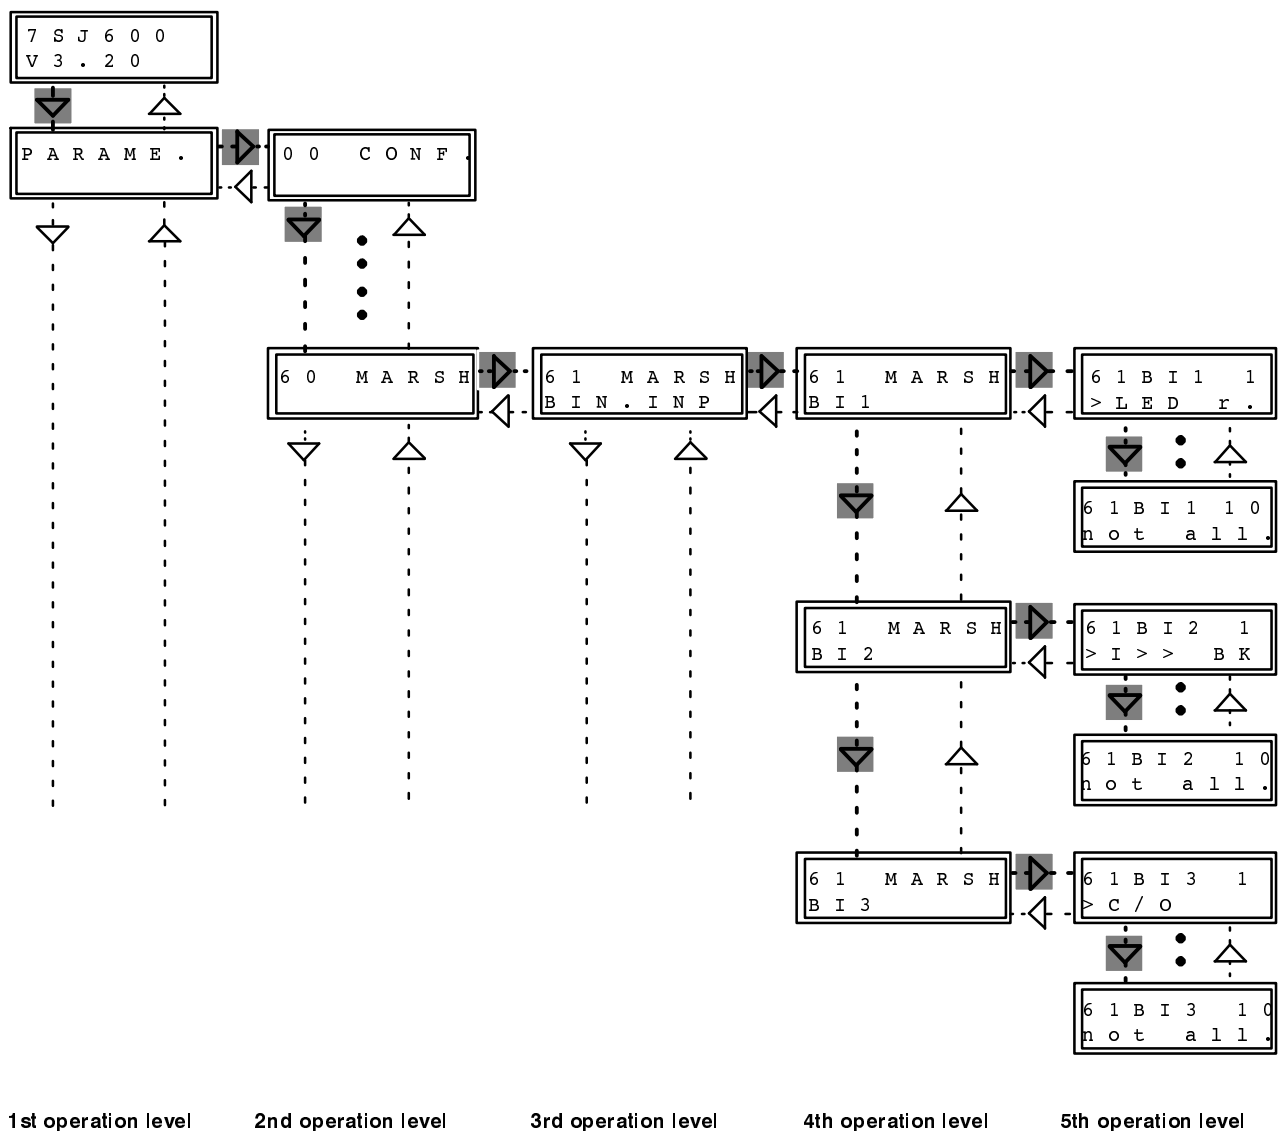 7SJ600
V3.20
PARAME.
00 CONF.
60 MARSH
61 MARSH
BIN.INP
61 MARSH
BI1
61BI1 1
>LED r.
61BI1 10
not all.
61 MARSH
BI2
61BI2 1
>I>> BK
61BI2 10
not all.
61 MARSH
BI3
61BI3 1
>C/O
61BI3 10
not all.
1st operation level
2nd operation level
3rd operation level
4th operation level
5th operation level